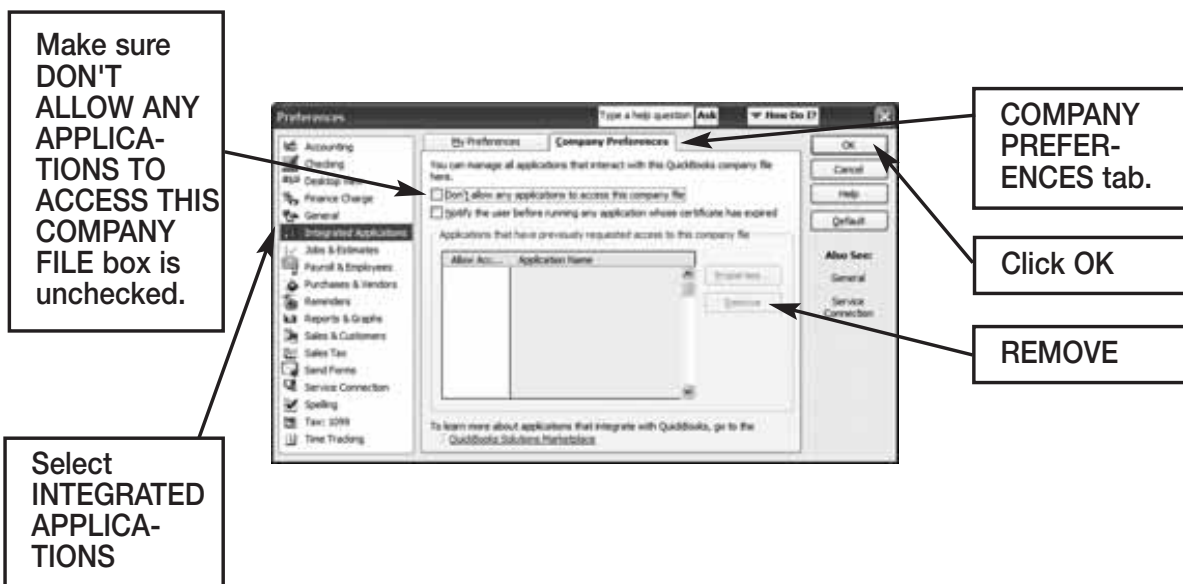 Make sure
DON'T
ALLOW ANY
APPLICA-
TIONS TO
ACCESS THIS
COMPANY
FILE box is
unchecked.
Select
INTEGRATED
APPLICA-
TIONS
Preferences
Type a help question Ask
How Do I?
Accounting
Checking
Desktop View
Finance Charge
General
Integrated Applications
Jobs & Estimates
Payroll & Employees
Purchases & Vendors
Reminders
Reports & Graphs
Sales & Customers
Sales Tax
Send Forms
Service Connection
Spelling
Tax: 1099
Time Tracking
My Preferences
Company Preferences
You can manage all applications that interact with this QuickBooks company file
here.
Don't allow any applications to access this company file
Notify the user before running any application whose certificate has expired
Applications that have previously requested access to this company file
Allow Acc...
Application Name
Properties...
Remove
To learn more about applications that integrate with QuickBooks, go to the
QuickBooks Solutions Marketplace
OK
Cancel
Help
Default
Also See:
General
Service
Connection
COMPANY
PREFER-
ENCES tab.
Click OK
REMOVE